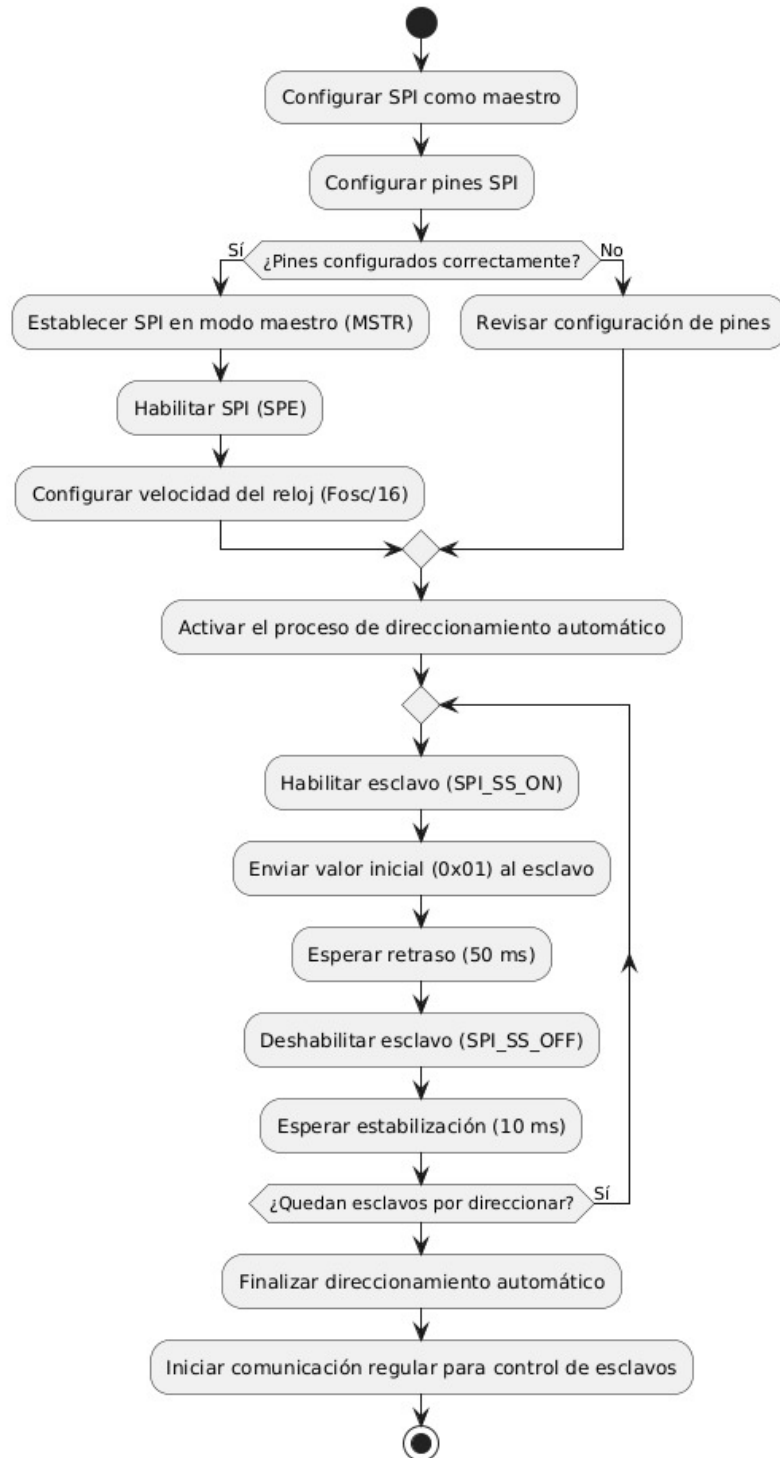 Configurar SPI como maestro
Configurar pines SPI
Sí
¿Pines configurados correctamente?
No
Establecer SPI en modo maestro (MSTR)
Revisar configuración de pines
Habilitar SPI (SPE)
Configurar velocidad del reloj (Fosc/16)
Activar el proceso de direccionamiento automático
Habilitar esclavo (SPI_SS_ON)
Enviar valor inicial (0x01) al esclavo
Esperar retraso (50 ms)
Deshabilitar esclavo (SPI_SS_OFF)
Esperar estabilización (10 ms)
¿Quedan esclavos por direccionar?
Sí
Finalizar direccionamiento automático
Iniciar comunicación regular para control de esclavos